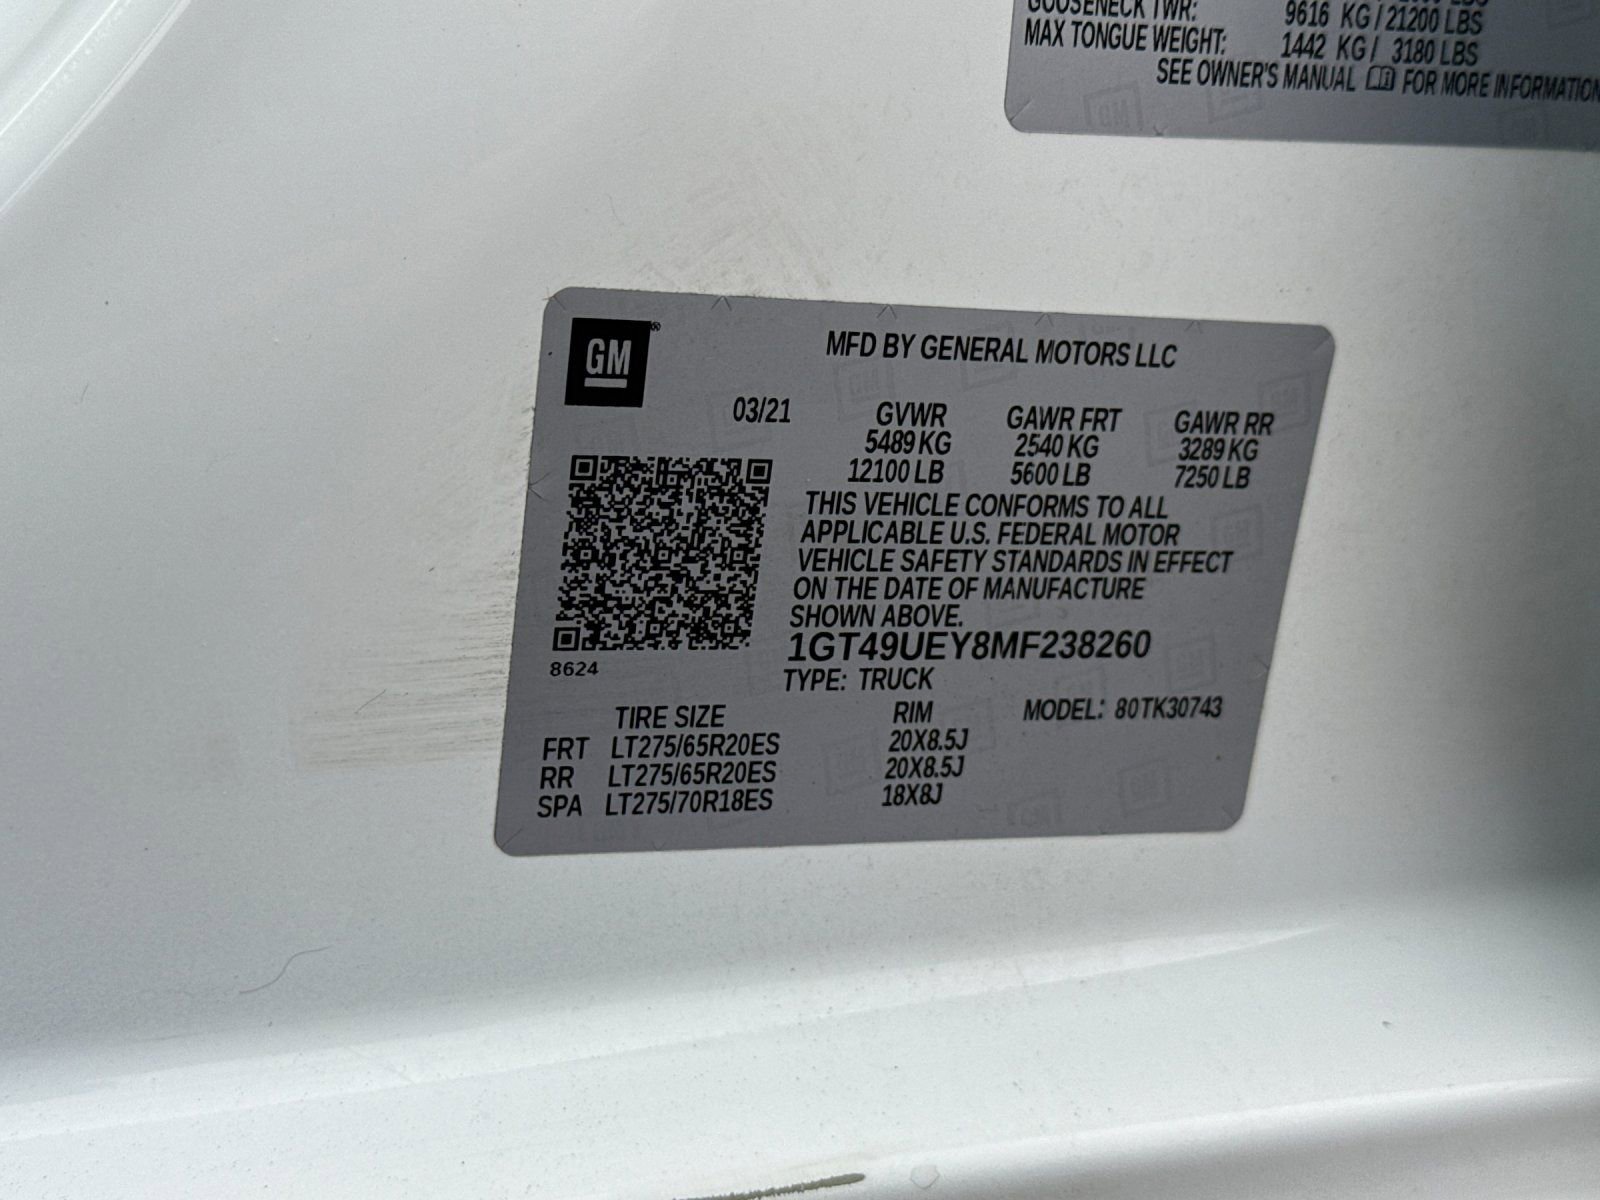 GOOSENECK TWR: 9616 KG / 21200 LBS
MAX TONGUE WEIGHT: 1442 KG / 3180 LBS
SEE OWNER'S MANUAL FOR MORE INFORMATION
GM®
MFD BY GENERAL MOTORS LLC
03/21 GVWR GAWR FRT GAWR RR
5489 KG 2540 KG 3289 KG
12100 LB 5600 LB 7250 LB
THIS VEHICLE CONFORMS TO ALL
APPLICABLE U.S. FEDERAL MOTOR
VEHICLE SAFETY STANDARDS IN EFFECT
ON THE DATE OF MANUFACTURE
SHOWN ABOVE.
1GT49UEY8MF238260
8624
TYPE: TRUCK
MODEL: 80TK30743
TIRE SIZE RIM
FRT LT275/65R20ES 20X8.5J
RR LT275/65R20ES 20X8.5J
SPA LT275/70R18ES 18X8J